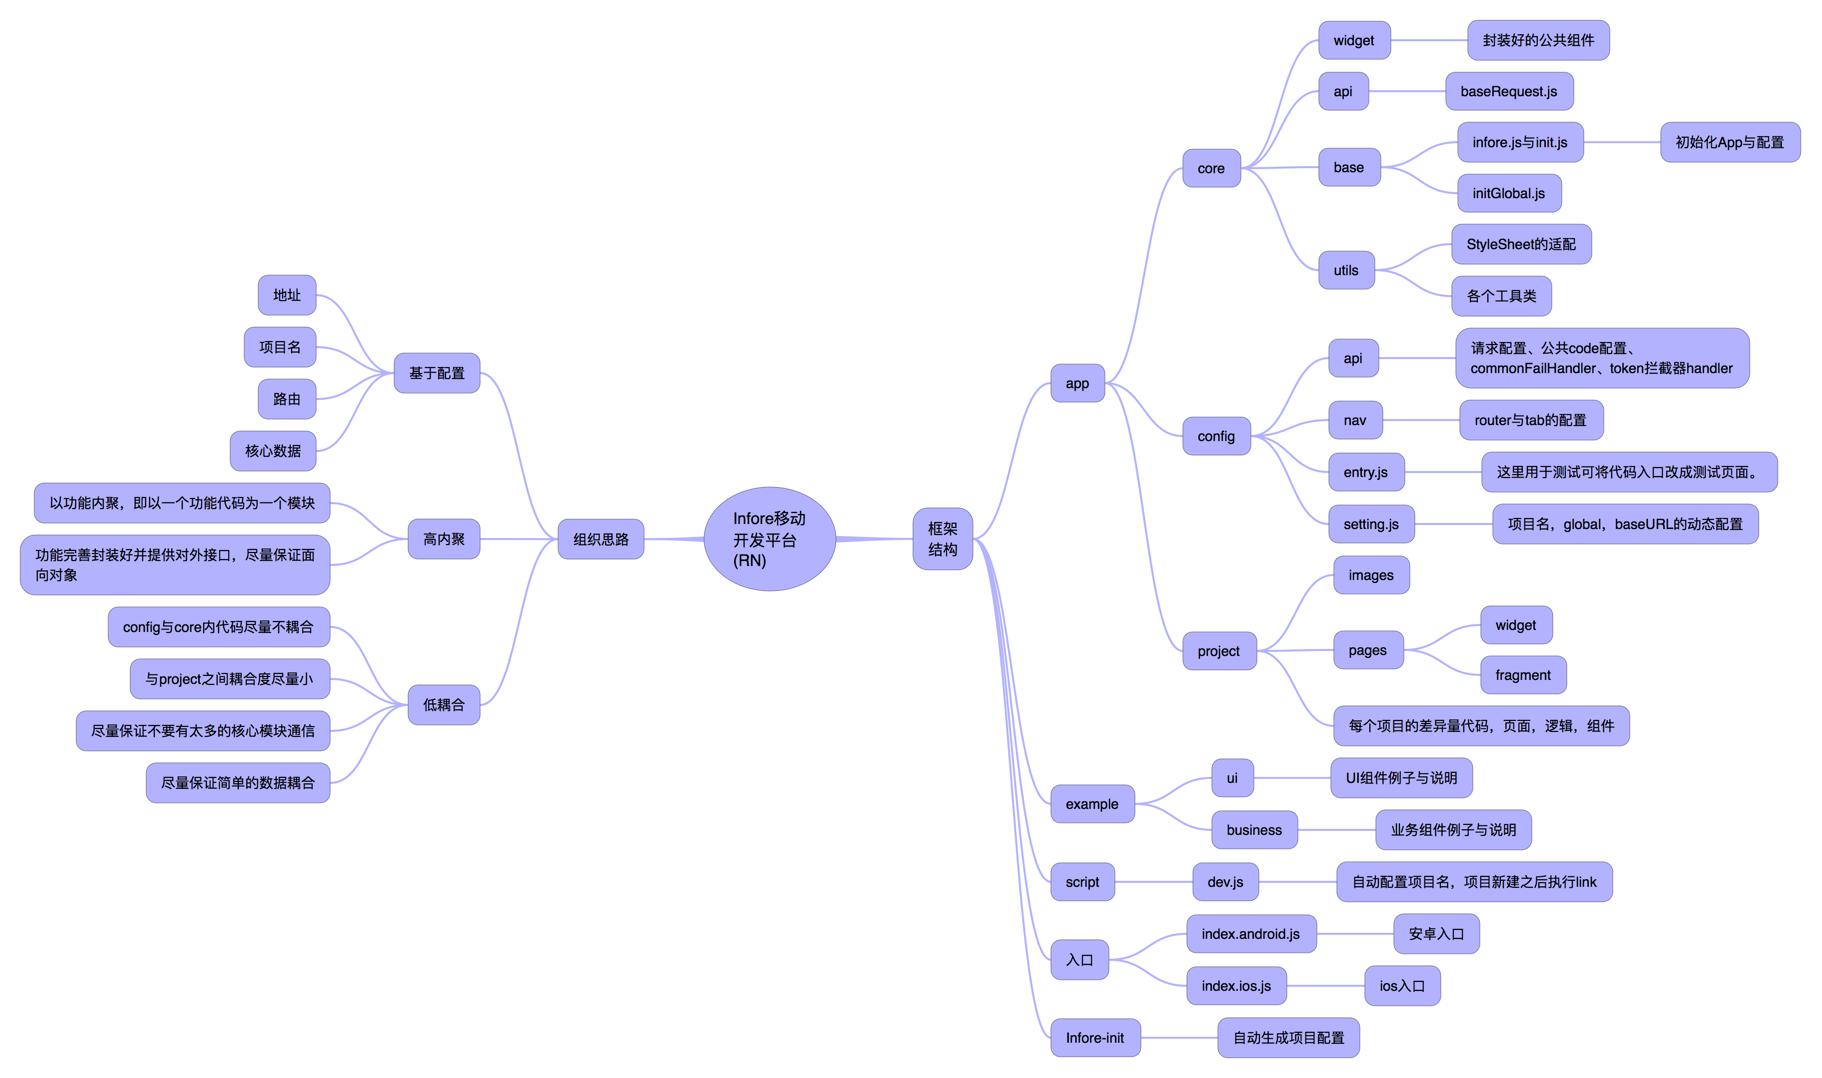 Infore移动
开发平台
(RN)
组织思路
基于配置
地址
项目名
路由
核心数据
高内聚
以功能内聚，即以一个功能代码为一个模块
功能完善封装好并提供对外接口，尽量保证面
向对象
低耦合
config与core内代码尽量不耦合
与project之间耦合度尽量小
尽量保证不要有太多的核心模块通信
尽量保证简单的数据耦合
框架
结构
app
core
widget
封装好的公共组件
api
baseRequest.js
base
infore.js与init.js
初始化App与配置
initGlobal.js
utils
StyleSheet的适配
各个工具类
config
api
请求配置、公共code配置、
commonFailHandler、token拦截器handler
nav
router与tab的配置
entry.js
这里用于测试可将代码入口改成测试页面。
setting.js
项目名，global，baseURL的动态配置
project
images
pages
widget
fragment
每个项目的差异量代码，页面，逻辑，组件
example
ui
UI组件例子与说明
business
业务组件例子与说明
script
dev.js
自动配置项目名，项目新建之后执行link
入口
index.android.js
安卓入口
index.ios.js
ios入口
Infore-init
自动生成项目配置